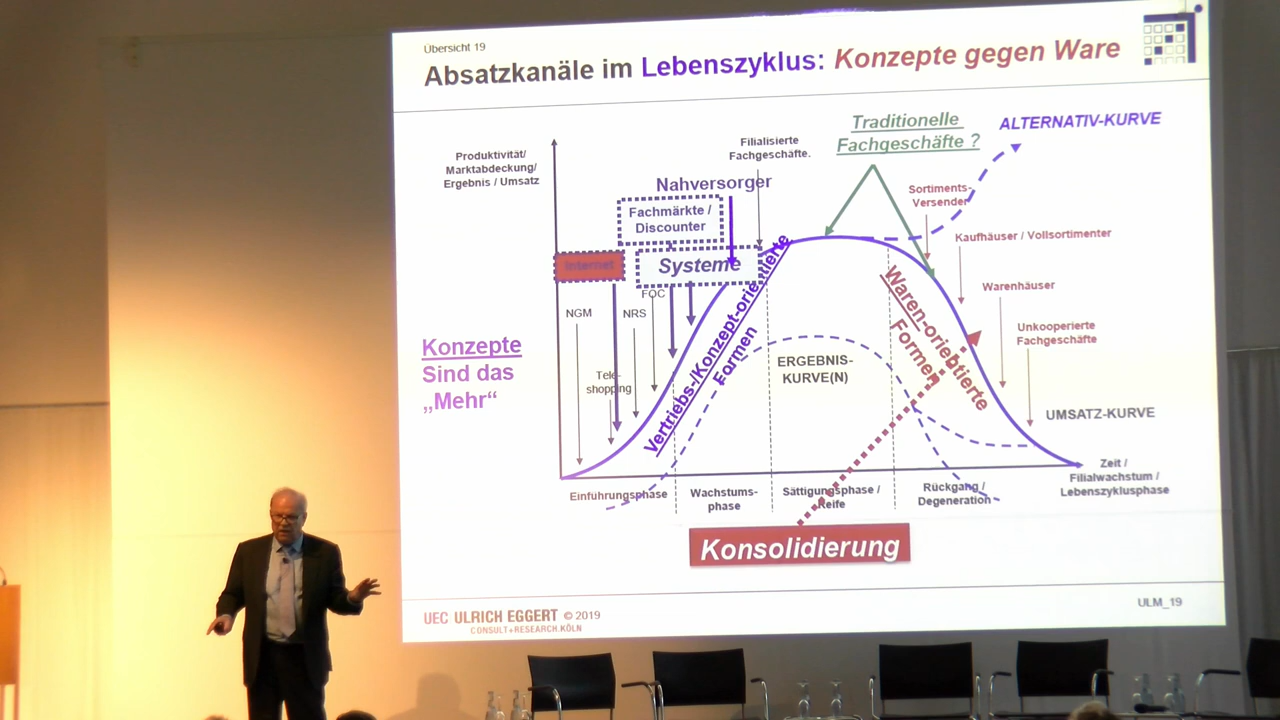 Übersicht 19
Absatzkanäle im Lebenszyklus: Konzepte gegen Ware
Produktivität/
Marktabdeckung/
Ergebnis / Umsatz
Filialisierte
Fachgeschäfte.
Traditionelle
Fachgeschäfte ?
ALTERNATIV-KURVE
Nahversorger
Fachmärkte /
Discounter
Sortiments-
Versender
Kaufhäuser / Vollsortimenter
Internet
Systeme
FOC
NGM
NRS
Warenhäuser
Unkooperierte
Fachgeschäfte
Konzepte
Sind das
„Mehr“
Tele-
shopping
Vertriebs-/Konzept-orientierte
Formen
ERGEBNIS-
KURVE(N)
Waren-orientierte
Formen
UMSATZ-KURVE
Zeit /
Filialwachstum /
Lebenszyklusphase
Einführungsphase
Wachstums-
phase
Sättigungsphase /
Reife
Rückgang /
Degeneration
Konsolidierung
UEC ULRICH EGGERT © 2019
CONSULT+RESEARCH.KÖLN
ULM_19